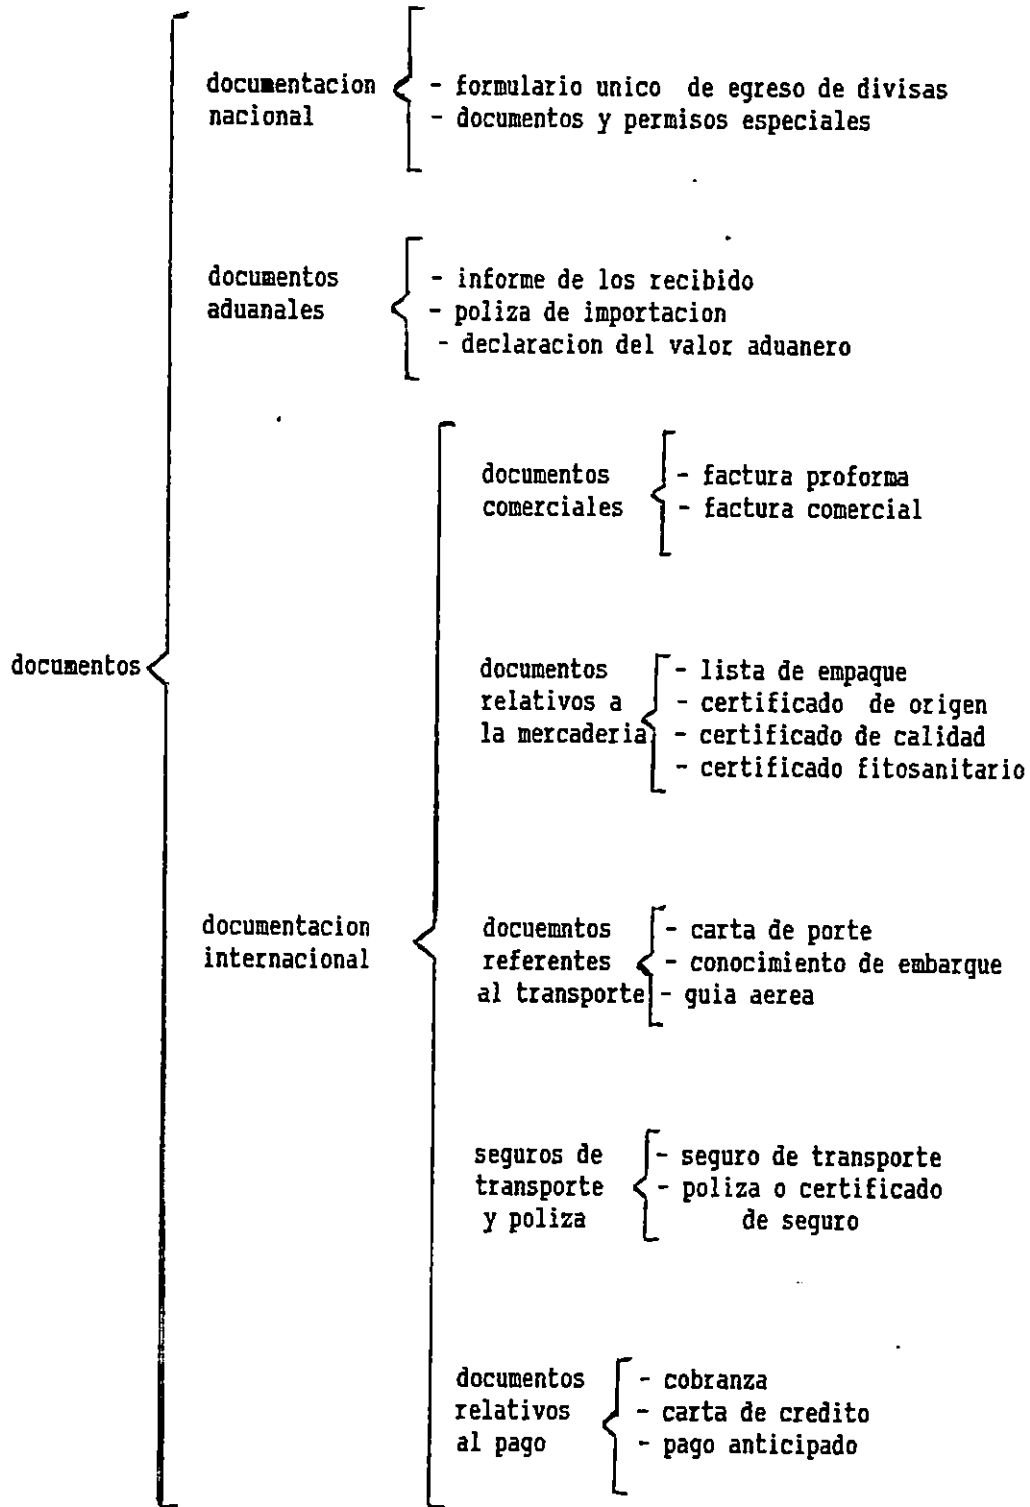 documentacion
nacional
- formulario unico de egreso de divisas
- documentos y permisos especiales
documentos
aduanales
- informe de los recibido
- poliza de importacion
- declaracion del valor aduanero
documentos
documentacion
internacional
documentos
comerciales
- factura proforma
- factura comercial
documentos
relativos a
la mercaderia
- lista de empaque
- certificado de origen
- certificado de calidad
- certificado fitosanitario
docuemntos
referentes
al transporte
- carta de porte
- conocimiento de embarque
- guia aerea
seguros de
transporte
y poliza
- seguro de transporte
- poliza o certificado
de seguro
documentos
relativos
al pago
- cobranza
- carta de credito
- pago anticipado